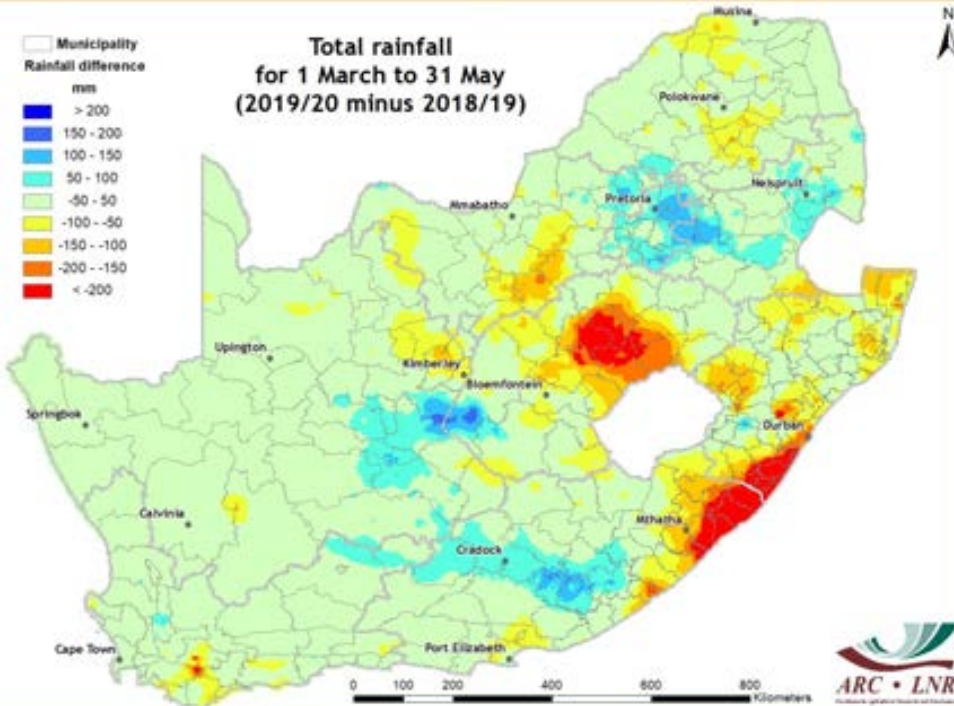 Total rainfall
for 1 March to 31 May
(2019/20 minus 2018/19)
N
Municipality
Rainfall difference
mm
> 200
150 - 200
100 - 150
50 - 100
-50 - 50
-100 - -50
-150 - -100
-200 - -150
< -200
Musina
Polokwane
Nelspruit
Pretoria
Mmabatho
Upington
Kimberley
Bloemfontein
Springbok
Durban
Calvinia
Mthatha
Cradock
Cape Town
Port Elizabeth
0 100 200 400 600 800
Kilometers
ARC • LNR